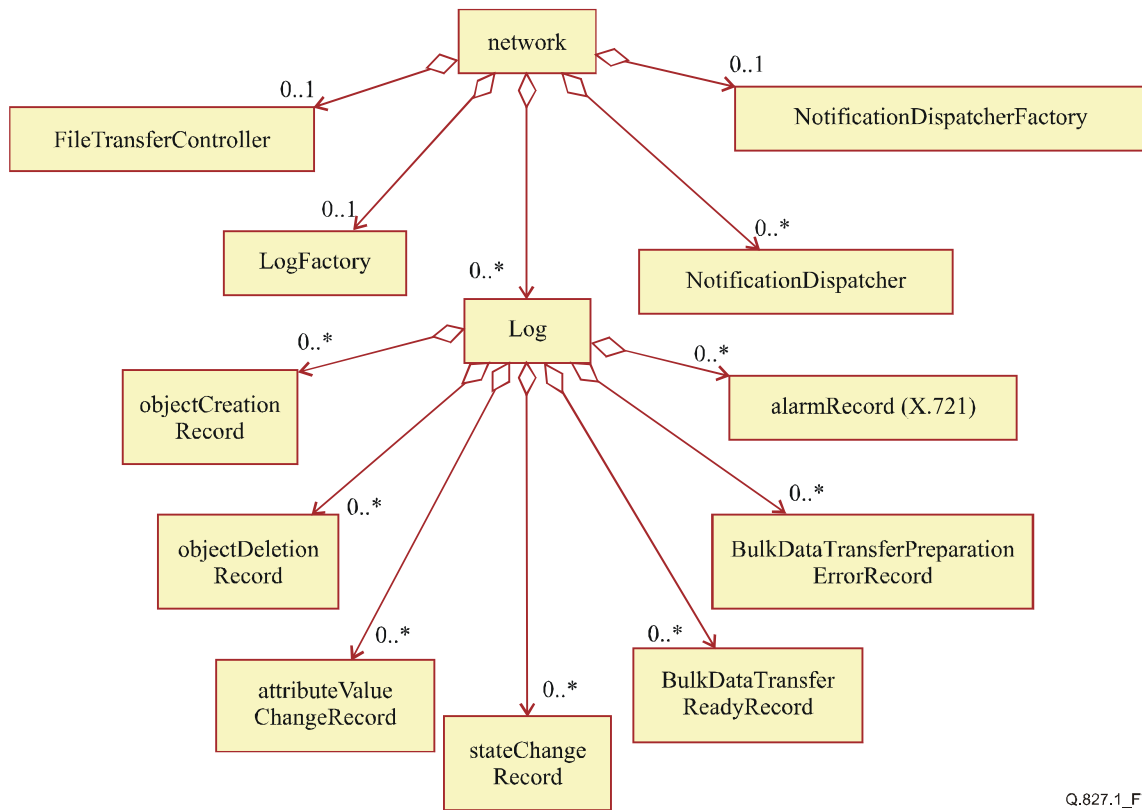 network
0..1
NotificationDispatcherFactory
0..1
FileTransferController
0..1
LogFactory
0..*
NotificationDispatcher
0..*
Log
0..*
objectCreation
Record
0..*
alarmRecord (X.721)
0..*
objectDeletion
Record
0..*
BulkDataTransferPreparation
ErrorRecord
0..*
attributeValue
ChangeRecord
0..*
stateChange
Record
0..*
BulkDataTransfer
ReadyRecord
Q.827.1_F